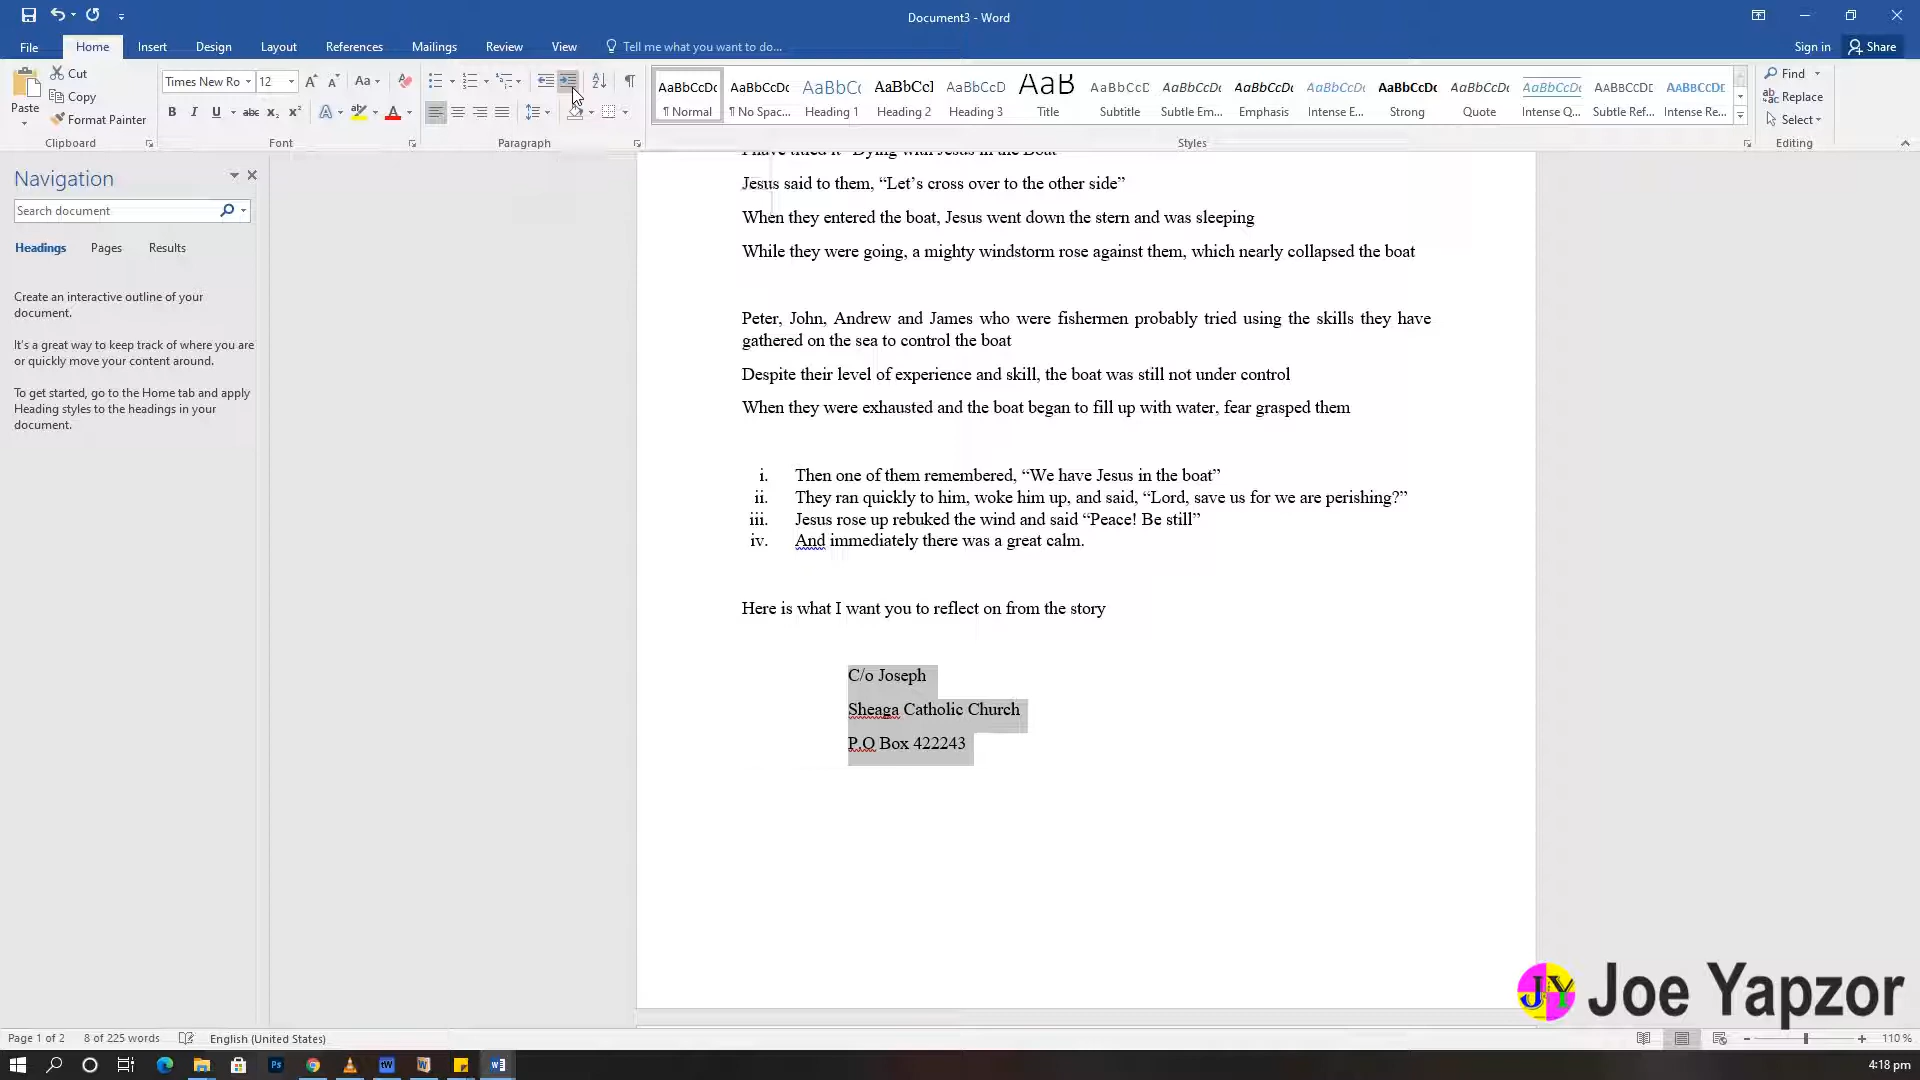 Document3 - Word
File Home Insert Design Layout References Mailings Review View Tell me what you want to do... Sign in Share
Paste
Cut
Copy
Format Painter
Clipboard
Times New Ro 12
Font
Paragraph
AaBbCcDc ¶ Normal
AaBbCcDc ¶ No Spac...
AaBbCc Heading 1
AaBbCcI Heading 2
AaBbCcD Heading 3
AaB Title
AaBbCcD Subtitle
AaBbCcDc Subtle Em...
AaBbCcDc Emphasis
AaBbCcDc Intense E...
AaBbCcDc Strong
AaBbCcDc Quote
AaBbCcDc Intense Q...
AABBCCDE Subtle Ref...
AABBCCDE Intense Re...
Styles
Find
Replace
Select
Editing
Navigation
Search document
Headings Pages Results
Create an interactive outline of your
document.
It's a great way to keep track of where you are
or quickly move your content around.
To get started, go to the Home tab and apply
Heading styles to the headings in your
document.
I have titled it “Dying with Jesus in the Boat”
Jesus said to them, “Let’s cross over to the other side”
When they entered the boat, Jesus went down the stern and was sleeping
While they were going, a mighty windstorm rose against them, which nearly collapsed the boat
Peter, John, Andrew and James who were fishermen probably tried using the skills they have
gathered on the sea to control the boat
Despite their level of experience and skill, the boat was still not under control
When they were exhausted and the boat began to fill up with water, fear grasped them
i. Then one of them remembered, “We have Jesus in the boat”
ii. They ran quickly to him, woke him up, and said, “Lord, save us for we are perishing?”
iii. Jesus rose up rebuked the wind and said “Peace! Be still”
iv. And immediately there was a great calm.
Here is what I want you to reflect on from the story
C/o Joseph
Sheaga Catholic Church
P.O Box 422243
JY Joe Yapzor
Page 1 of 2 8 of 225 words English (United States) 110 %
4:18 pm